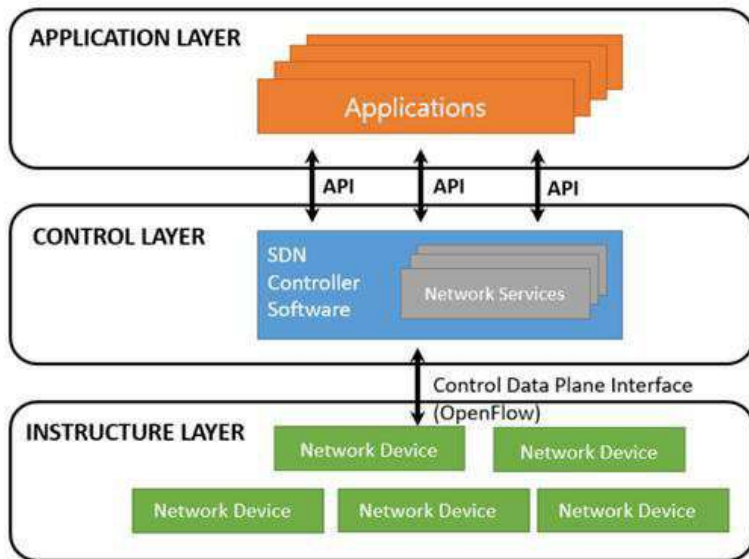 APPLICATION LAYER
Applications
API
API
API
CONTROL LAYER
SDN
Controller
Software
Network Services
Control Data Plane Interface
(OpenFlow)
INSTRUCTURE LAYER
Network Device
Network Device
Network Device
Network Device
Network Device